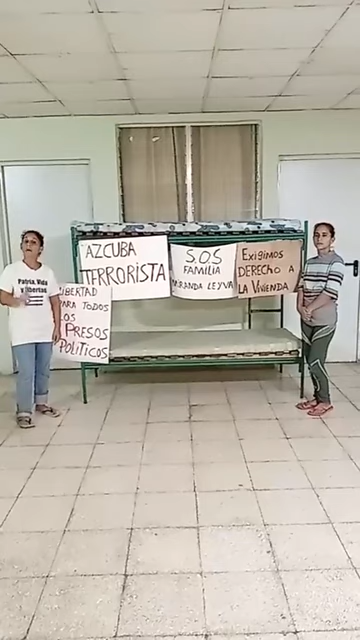 AZCUBA
TERRORISTA
S.O.S
FAMILIA
MIRANDA LEYVA
EXIGIMOS
DERECHO A
LA VIVIENDA
LIBERTAD
PARA TODOS
LOS
PRESOS
POLITICOS
Patria, Vida
y Libertad